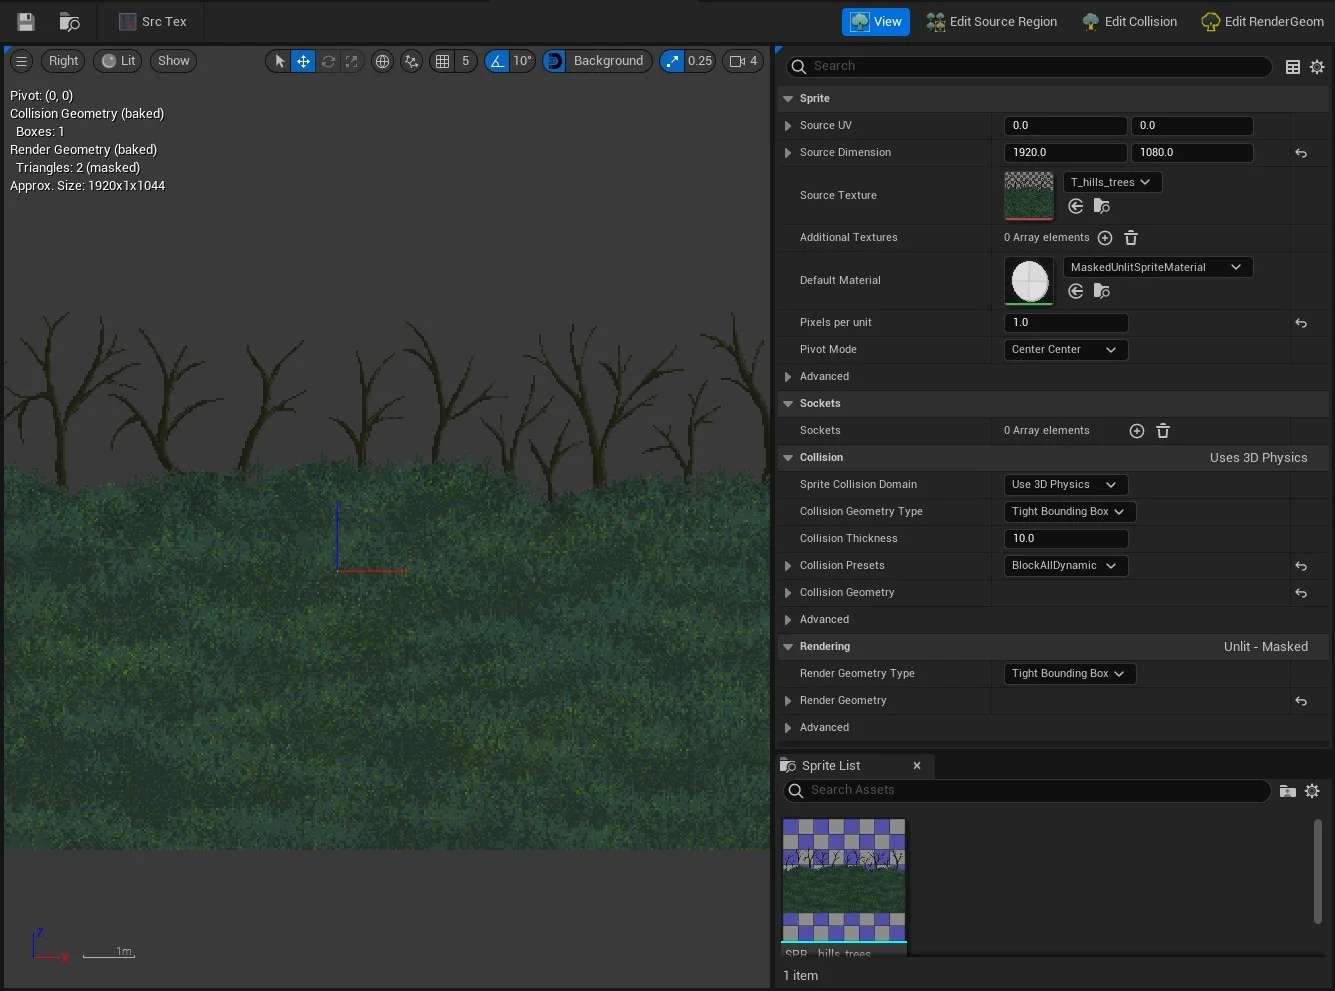 Src Tex
View
Edit Source Region
Edit Collision
Edit RenderGeom
Right
Lit
Show
5
10°
Background
0.25
4
Pivot: (0, 0)
Collision Geometry (baked)
Boxes: 1
Render Geometry (baked)
Triangles: 2 (masked)
Approx. Size: 1920x1x1044
Z
X
1m
Search
Sprite
Source UV
0.0
0.0
Source Dimension
1920.0
1080.0
Source Texture
T_hills_trees
Additional Textures
0 Array elements
Default Material
MaskedUnlitSpriteMaterial
Pixels per unit
1.0
Pivot Mode
Center Center
Advanced
Sockets
Sockets
0 Array elements
Collision
Uses 3D Physics
Sprite Collision Domain
Use 3D Physics
Collision Geometry Type
Tight Bounding Box
Collision Thickness
10.0
Collision Presets
BlockAllDynamic
Collision Geometry
Advanced
Rendering
Unlit - Masked
Render Geometry Type
Tight Bounding Box
Render Geometry
Advanced
Sprite List
Search Assets
SPR_hills_trees
1 item